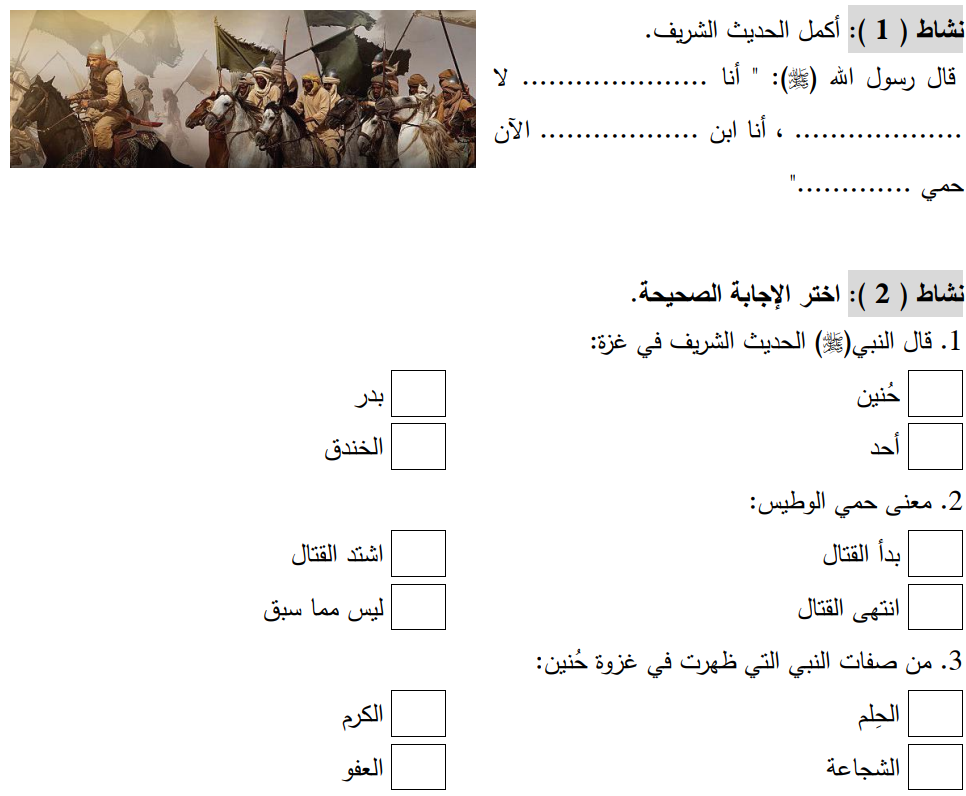 نشاط ( 1 ): أكمل الحديث الشريف.
قال رسول الله (ﷺ): " أنا ..................... لا
................... ، أنا ابن .................. الآن
حمي ............."
نشاط ( 2 ): اختر الإجابة الصحيحة.
1. قال النبي(ﷺ) الحديث الشريف في غزة:
حُنين
بدر
أحد
الخندق
2. معنى حمي الوطيس:
بدأ القتال
اشتد القتال
انتهى القتال
ليس مما سبق
3. من صفات النبي التي ظهرت في غزوة حُنين:
الحِلم
الكرم
الشجاعة
العفو